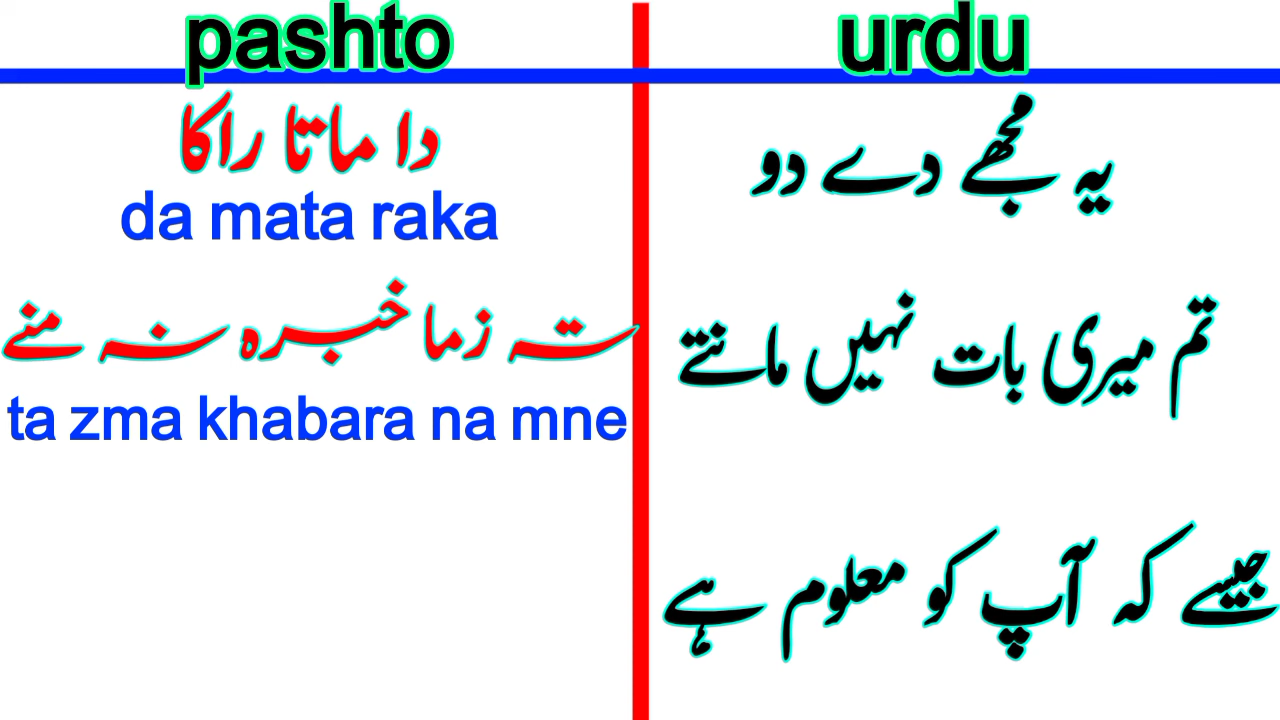 pashto
urdu
دا ماتا راکا
یہ مجھے دے دو
da mata raka
تہ زما خبرہ نہ منے
تم میری بات نہیں مانتے
ta zma khabara na mne
جیسے کہ آپ کو معلوم ہے